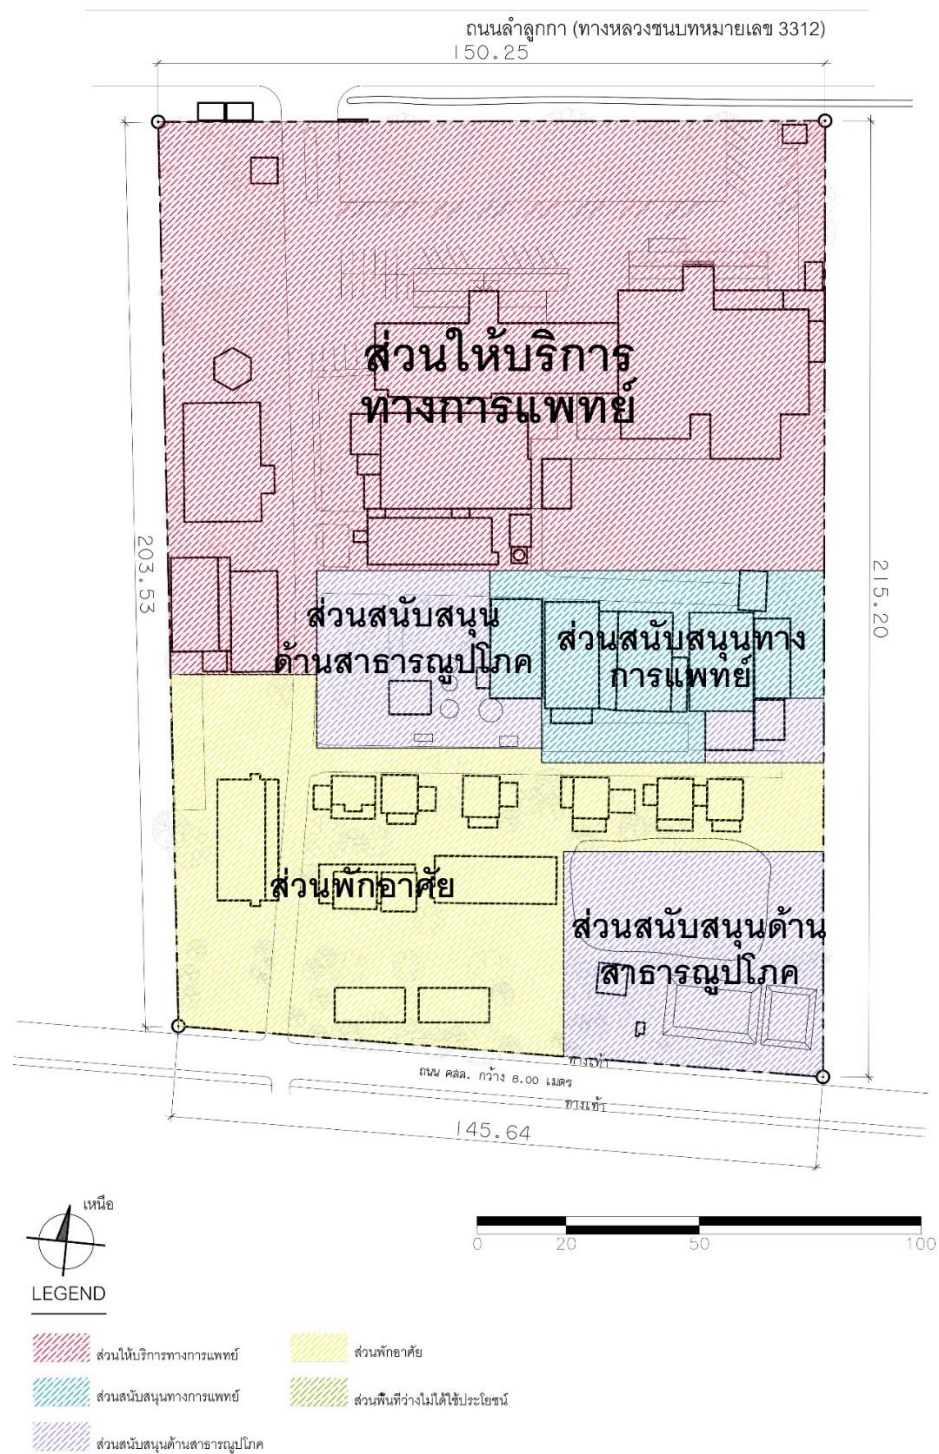 ถนนลำลูกกา (ทางหลวงชนบทหมายเลข 3312)
150.25
203.53
215.20
ส่วนให้บริการ
ทางการแพทย์
ส่วนสนับสนุน
ด้านสาธารณูปโภค
ส่วนสนับสนุนทาง
การแพทย์
ส่วนพักอาศัย
ส่วนสนับสนุนด้าน
สาธารณูปโภค
ทางเท้า
ถนน คสล. กว้าง 8.00 เมตร
ทางเท้า
145.64
เหนือ
0 20 50 100
LEGEND
ส่วนให้บริการทางการแพทย์
ส่วนพักอาศัย
ส่วนสนับสนุนทางการแพทย์
ส่วนพื้นที่ว่างไม่ได้ใช้ประโยชน์
ส่วนสนับสนุนด้านสาธารณูปโภค